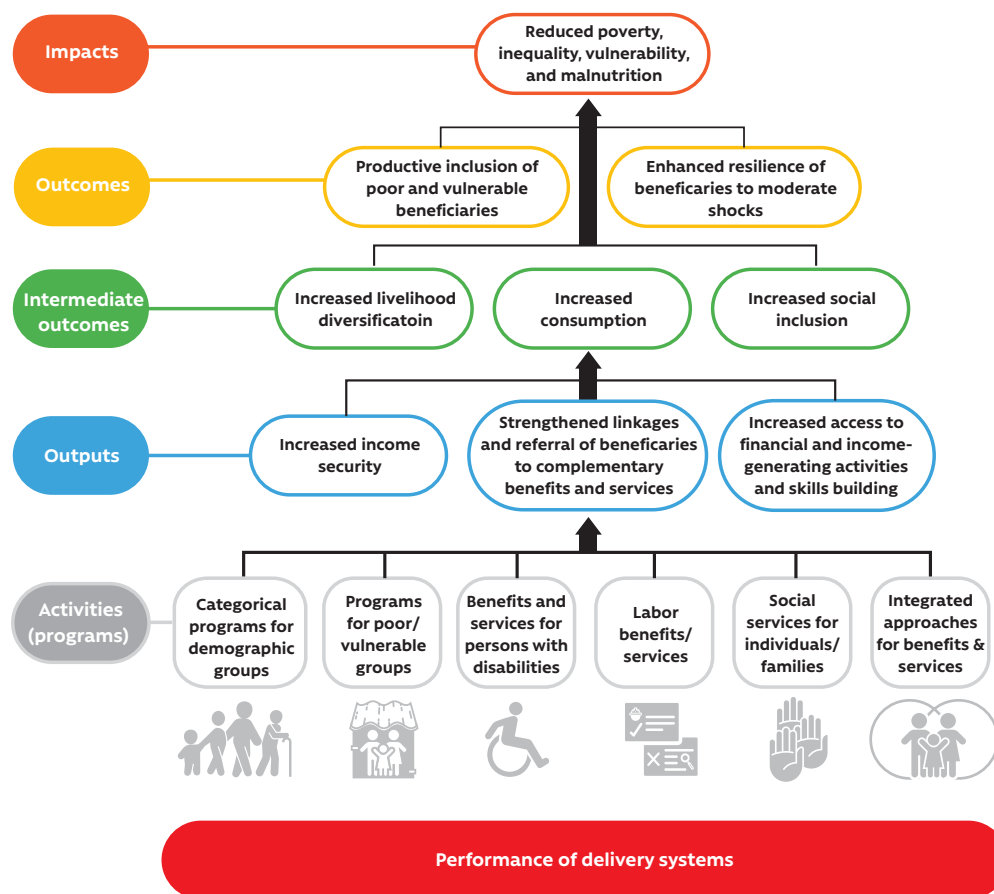 Impacts
Reduced poverty,
inequality, vulnerability,
and malnutrition
Outcomes
Productive inclusion of
poor and vulnerable
beneficiaries
Enhanced resilience of
beneficaries to moderate
shocks
Intermediate
outcomes
Increased livelihood
diversificatoin
Increased
consumption
Increased social
inclusion
Outputs
Increased income
security
Strengthened linkages
and referral of beneficaries
to complementary
benefits and services
Increased access to
financial and income-
generating activities
and skills building
Activities
(programs)
Categorical
programs for
demographic
groups
Programs
for poor/
vulnerable
groups
Benefits and
services for
persons with
disabilities
Labor
benefits/
services
Social
services for
individuals/
families
Integrated
approaches
for benefits &
services
Performance of delivery systems